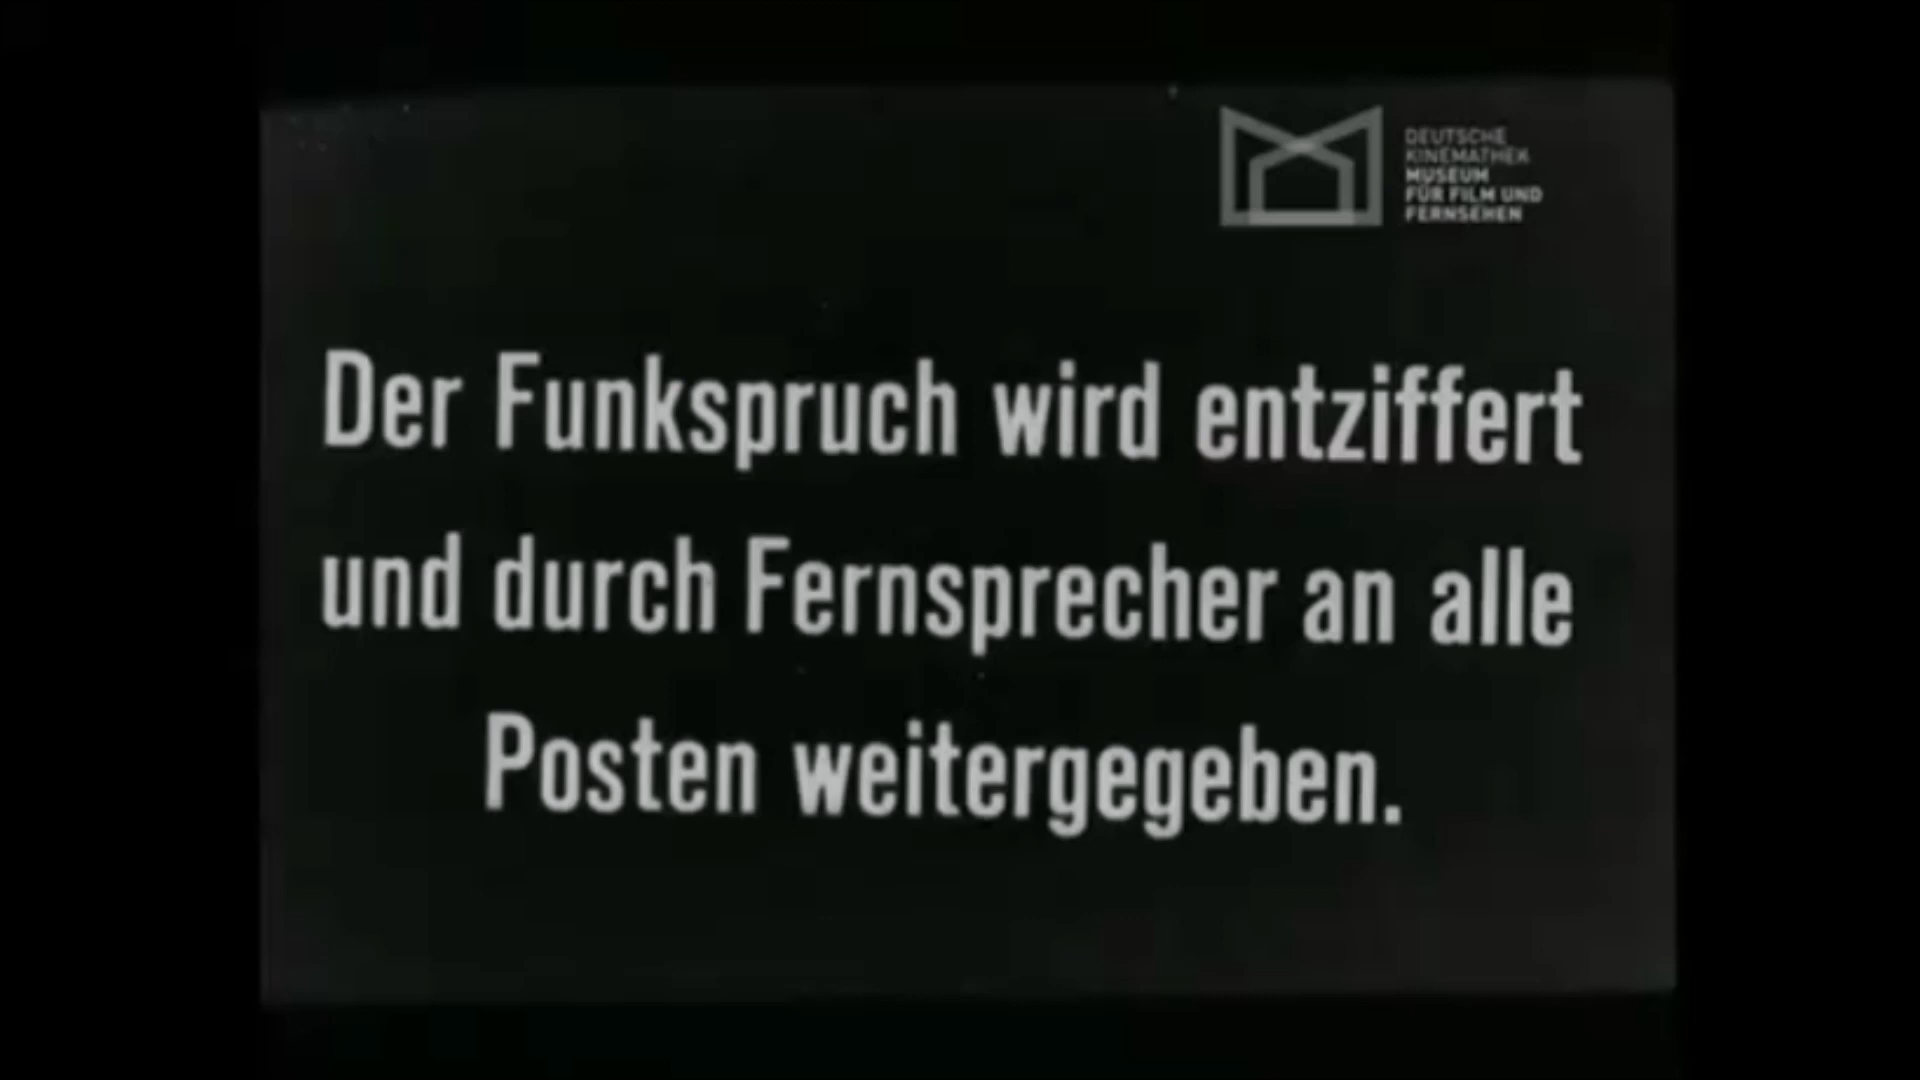 DEUTSCHE
KINEMATHEK
MUSEUM
FÜR FILM UND
FERNSEHEN
Der Funkspruch wird entziffert
und durch Fernsprecher an alle
Posten weitergegeben.